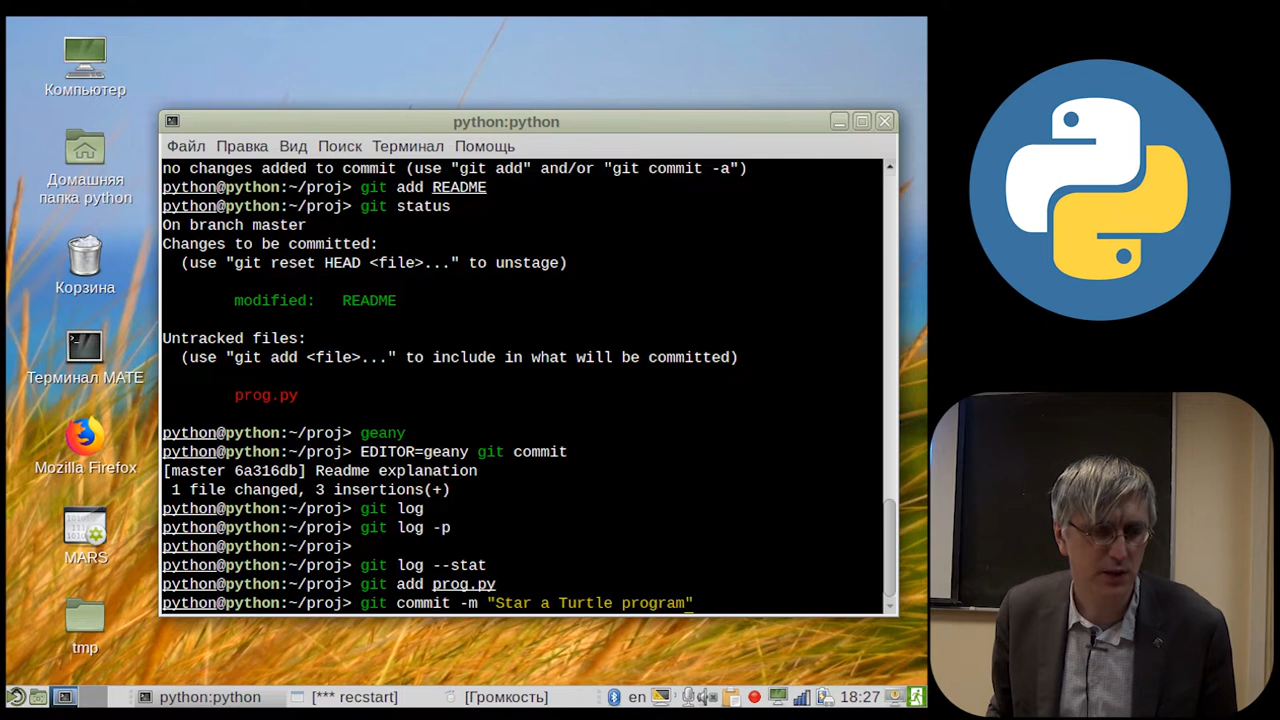 Компьютер
Домашняя
папка python
Корзина
Терминал MATE
Mozilla Firefox
MARS
tmp
python:python
Файл Правка Вид Поиск Терминал Помощь
no changes added to commit (use "git add" and/or "git commit -a")
python@python:~/proj> git add README
python@python:~/proj> git status
On branch master
Changes to be committed:
(use "git reset HEAD <file>..." to unstage)
modified: README
Untracked files:
(use "git add <file>..." to include in what will be committed)
prog.py
python@python:~/proj> geany
python@python:~/proj> EDITOR=geany git commit
[master 6a316db] Readme explanation
1 file changed, 3 insertions(+)
python@python:~/proj> git log
python@python:~/proj> git log -p
python@python:~/proj>
python@python:~/proj> git log --stat
python@python:~/proj> git add prog.py
python@python:~/proj> git commit -m "Star a Turtle program"
python:python [*** recstart] [Громкость] en 18:27